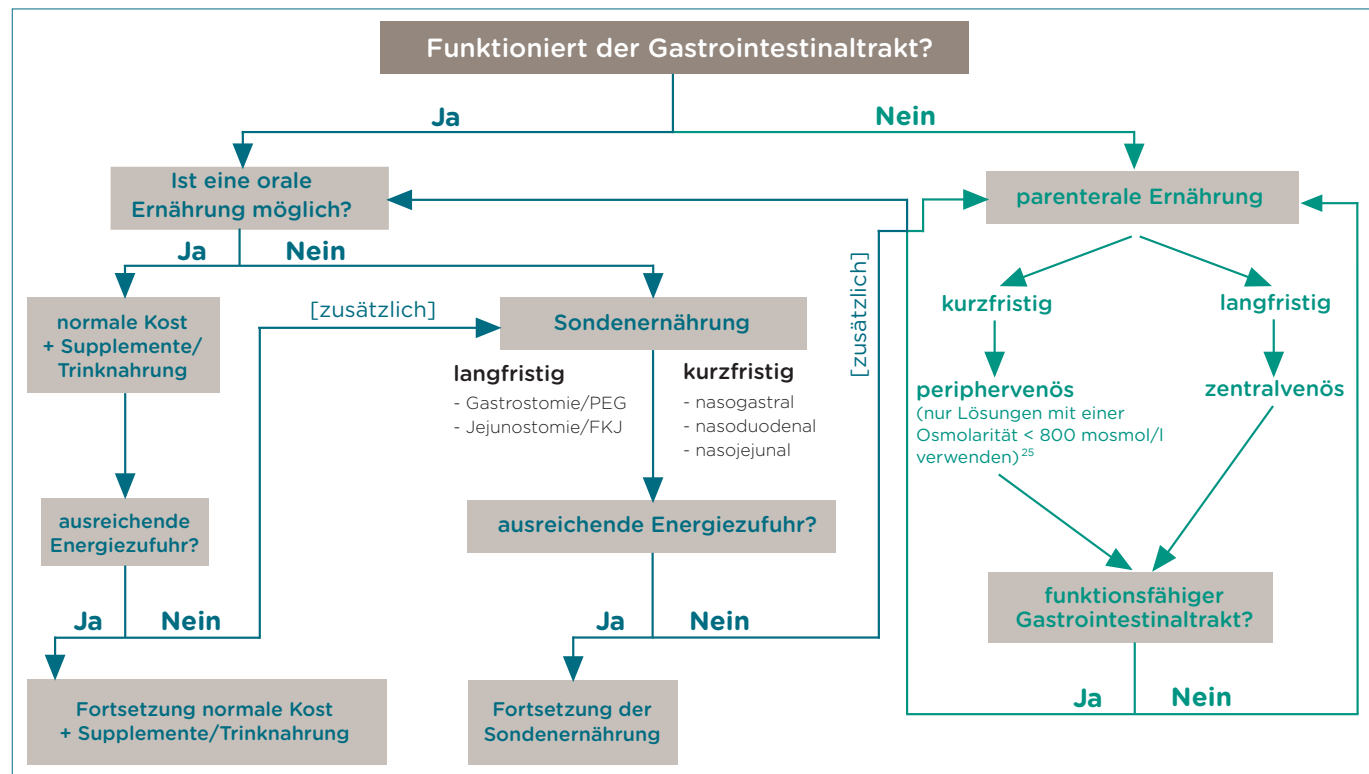 Funktioniert der Gastrointestinaltrakt?
Ja
Nein
Ist eine orale
Ernährung möglich?
parenterale Ernährung
Ja
Nein
[zusätzlich]
[zusätzlich]
kurzfristig
langfristig
normale Kost
+ Supplemente/
Trinknahrung
Sondenernährung
langfristig
- Gastrostomie/PEG
- Jejunostomie/FKJ
kurzfristig
- nasogastral
- nasoduodenal
- nasojejunal
periphervenös
(nur Lösungen mit einer
Osmolarität < 800 mosmol/l
verwenden) 25
zentralvenös
ausreichende
Energiezufuhr?
ausreichende Energiezufuhr?
funktionsfähiger
Gastrointestinaltrakt?
Ja
Nein
Ja
Nein
Ja
Nein
Fortsetzung normale Kost
+ Supplemente/Trinknahrung
Fortsetzung der
Sondenernährung